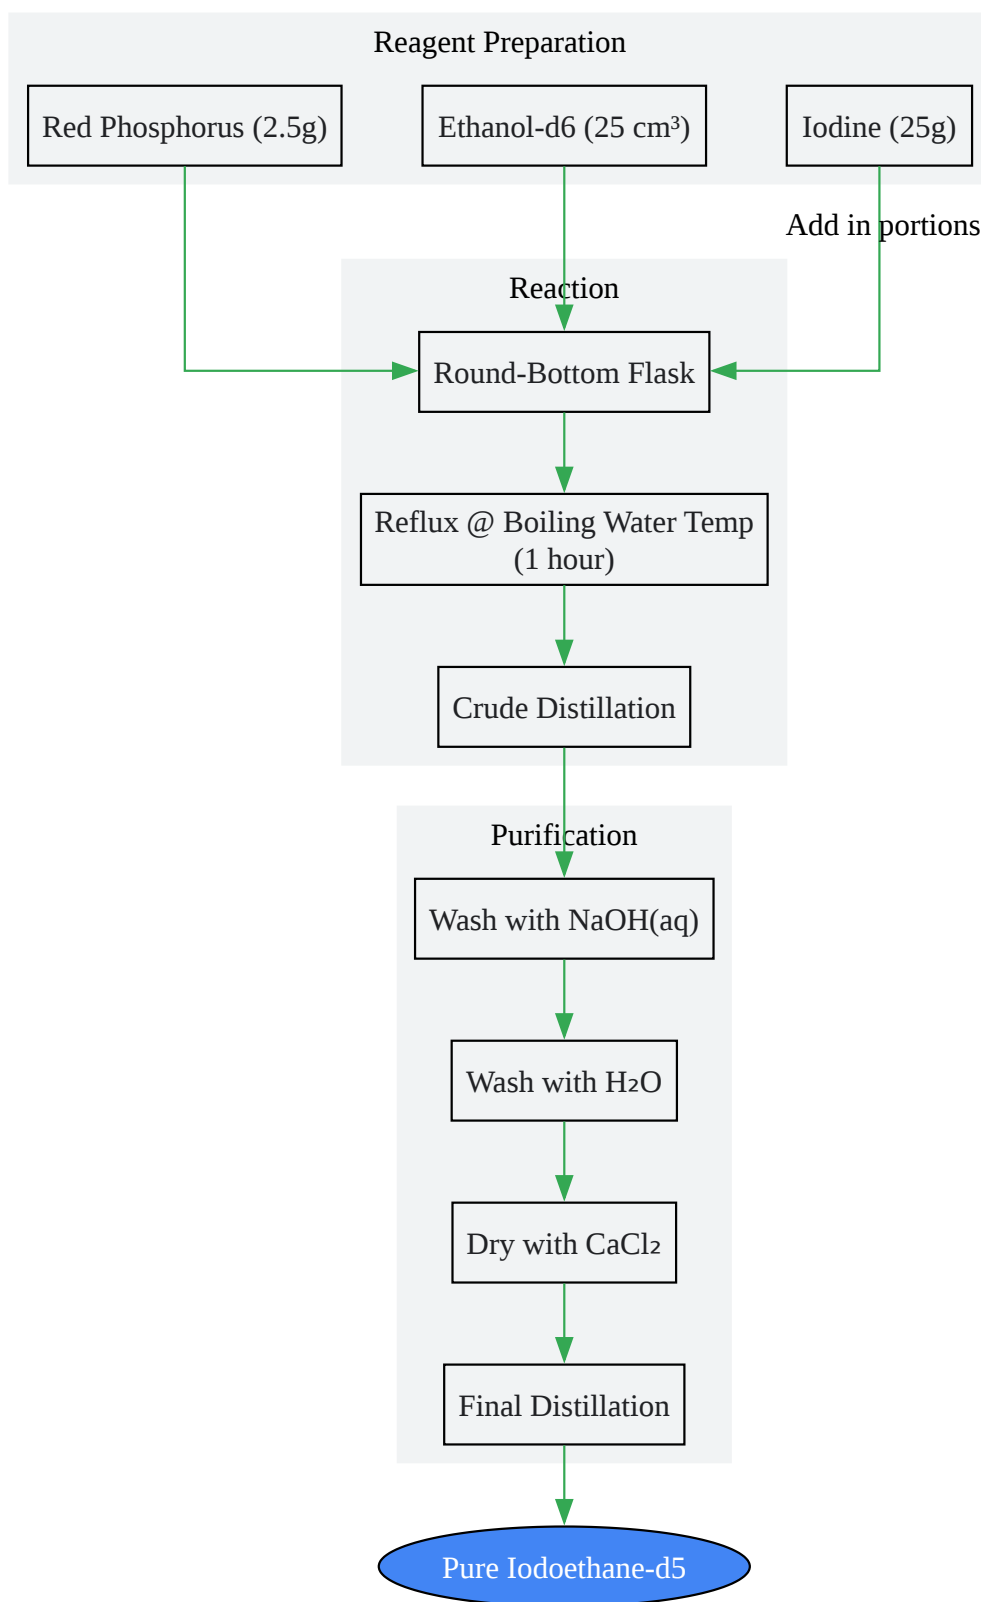 Reagent Preparation
Red Phosphorus (2.5g)
Ethanol-d6 (25 cm³)
Iodine (25g)
Add in portions
Reaction
Round-Bottom Flask
Reflux @ Boiling Water Temp
(1 hour)
Crude Distillation
Purification
Wash with NaOH(aq)
Wash with H₂O
Dry with CaCl₂
Final Distillation
Pure Iodoethane-d5